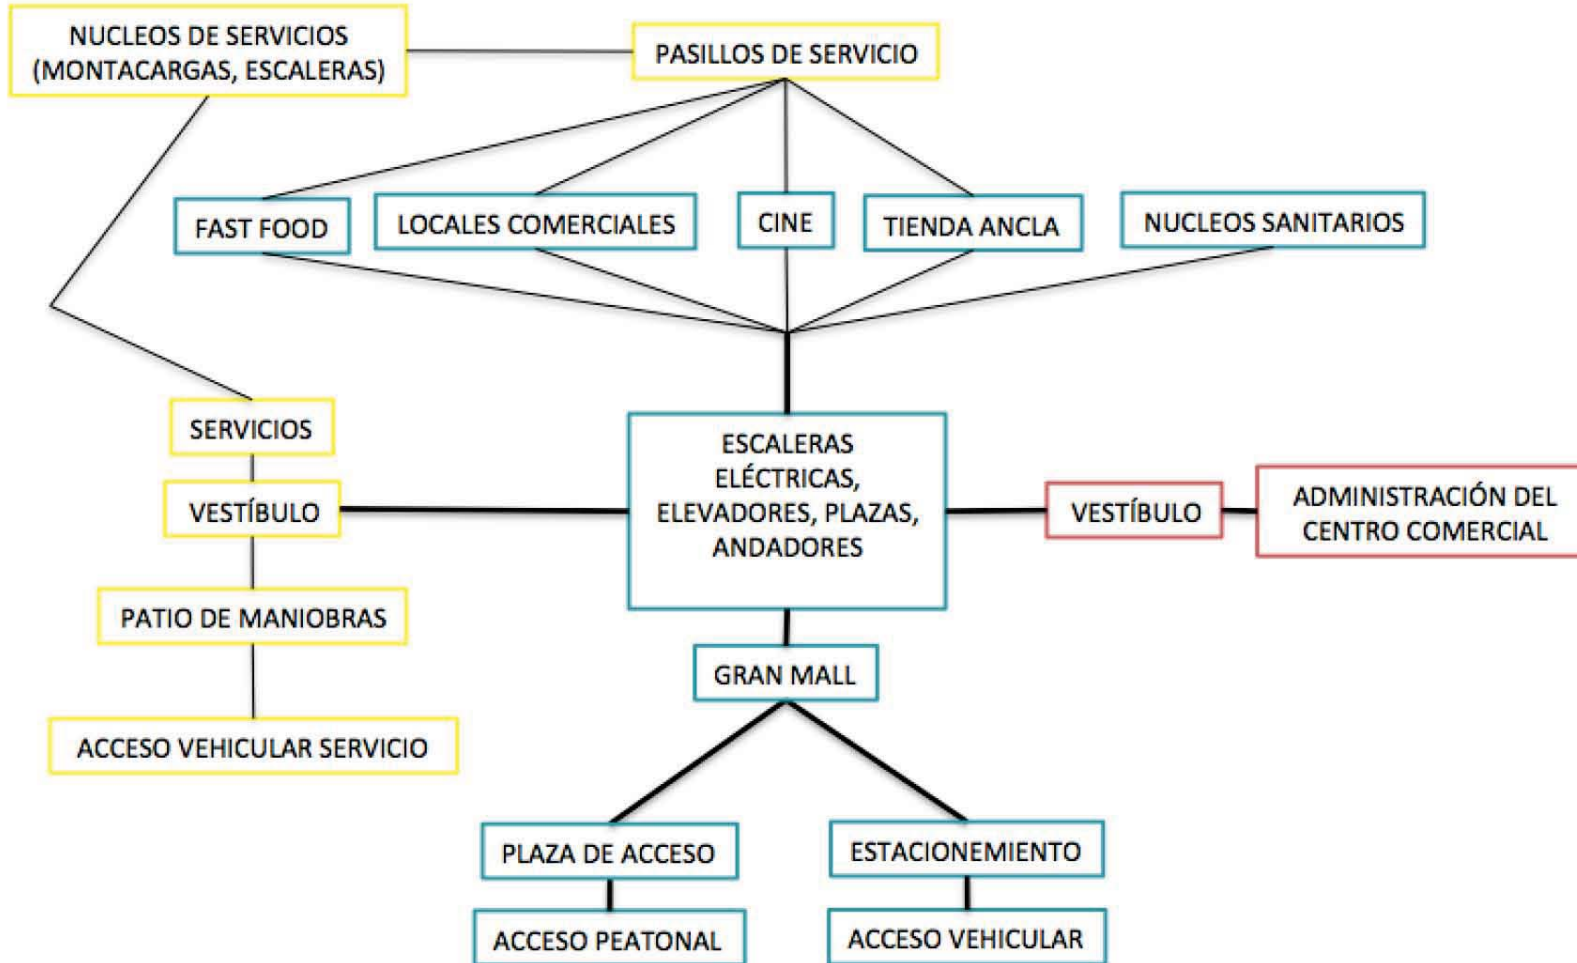 NUCLEOS DE SERVICIOS
(MONTACARGAS, ESCALERAS)
PASILLOS DE SERVICIO
FAST FOOD
LOCALES COMERCIALES
CINE
TIENDA ANCLA
NUCLEOS SANITARIOS
SERVICIOS
VESTÍBULO
ESCALERAS
ELÉCTRICAS,
ELEVADORES, PLAZAS,
ANDADORES
VESTÍBULO
ADMINISTRACIÓN DEL
CENTRO COMERCIAL
PATIO DE MANIOBRAS
GRAN MALL
ACCESO VEHICULAR SERVICIO
PLAZA DE ACCESO
ESTACIONEMIENTO
ACCESO PEATONAL
ACCESO VEHICULAR